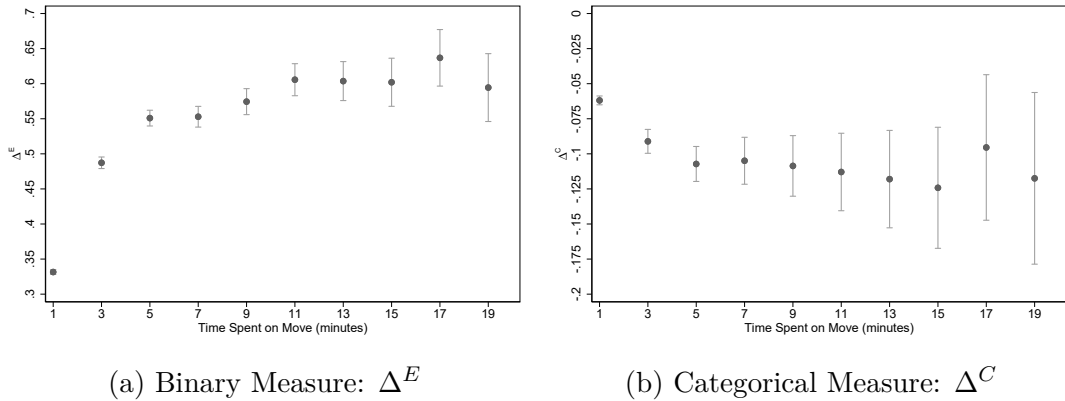 .7
.65
.6
.55
.5
.45
.4
.35
.3
Δ^E
1 3 5 7 9 11 13 15 17 19
Time Spent on Move (minutes)
(a) Binary Measure: Δ^E
0
-.025
-.05
-.075
-.1
-.125
-.15
-.175
-.2
Δ^C
1 3 5 7 9 11 13 15 17 19
Time Spent on Move (minutes)
(b) Categorical Measure: Δ^C